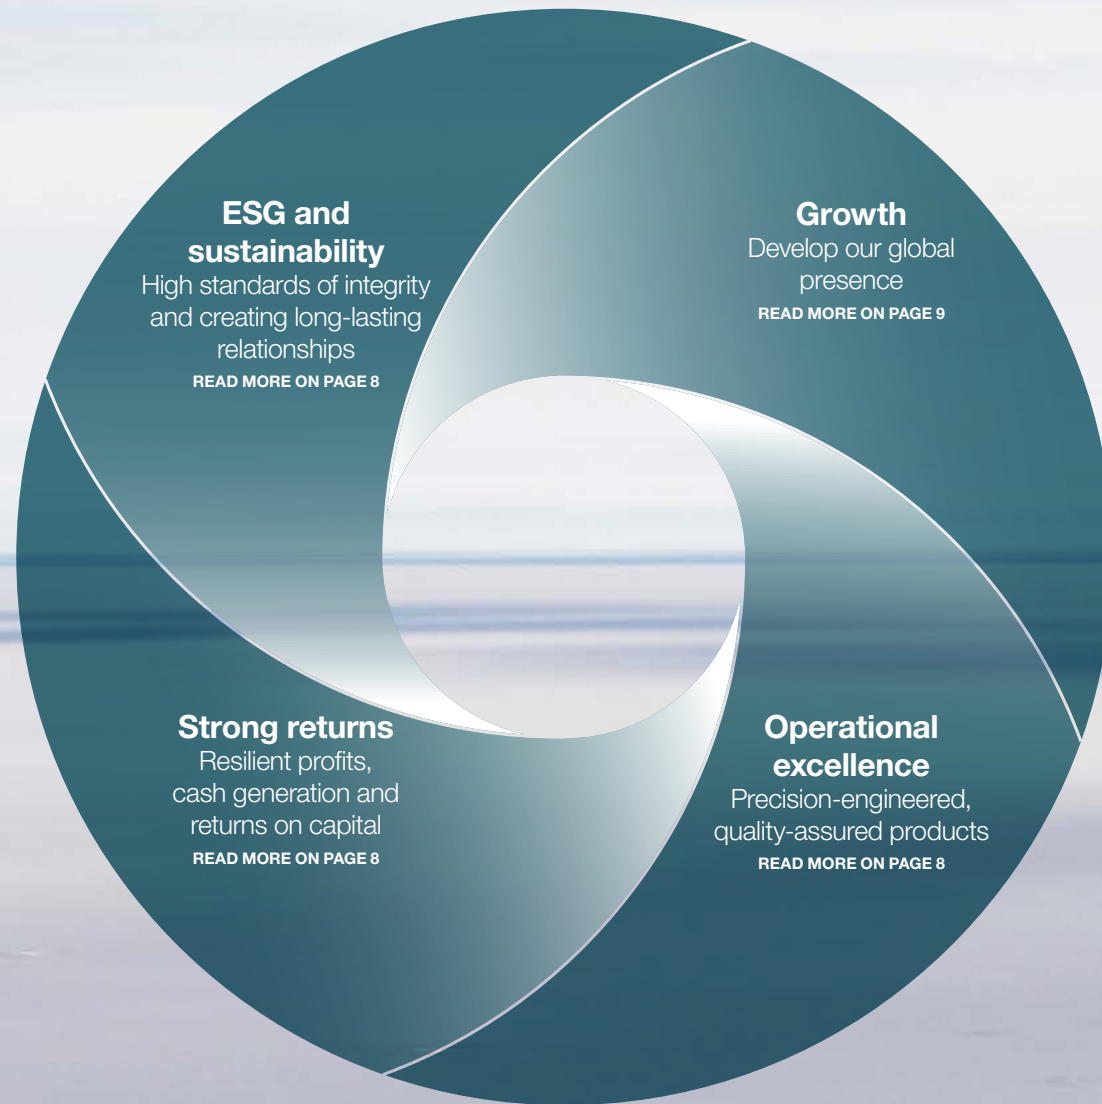 ESG and
sustainability
High standards of integrity
and creating long-lasting
relationships
READ MORE ON PAGE 8
Growth
Develop our global
presence
READ MORE ON PAGE 9
Strong returns
Resilient profits,
cash generation and
returns on capital
READ MORE ON PAGE 8
Operational
excellence
Precision-engineered,
quality-assured products
READ MORE ON PAGE 8